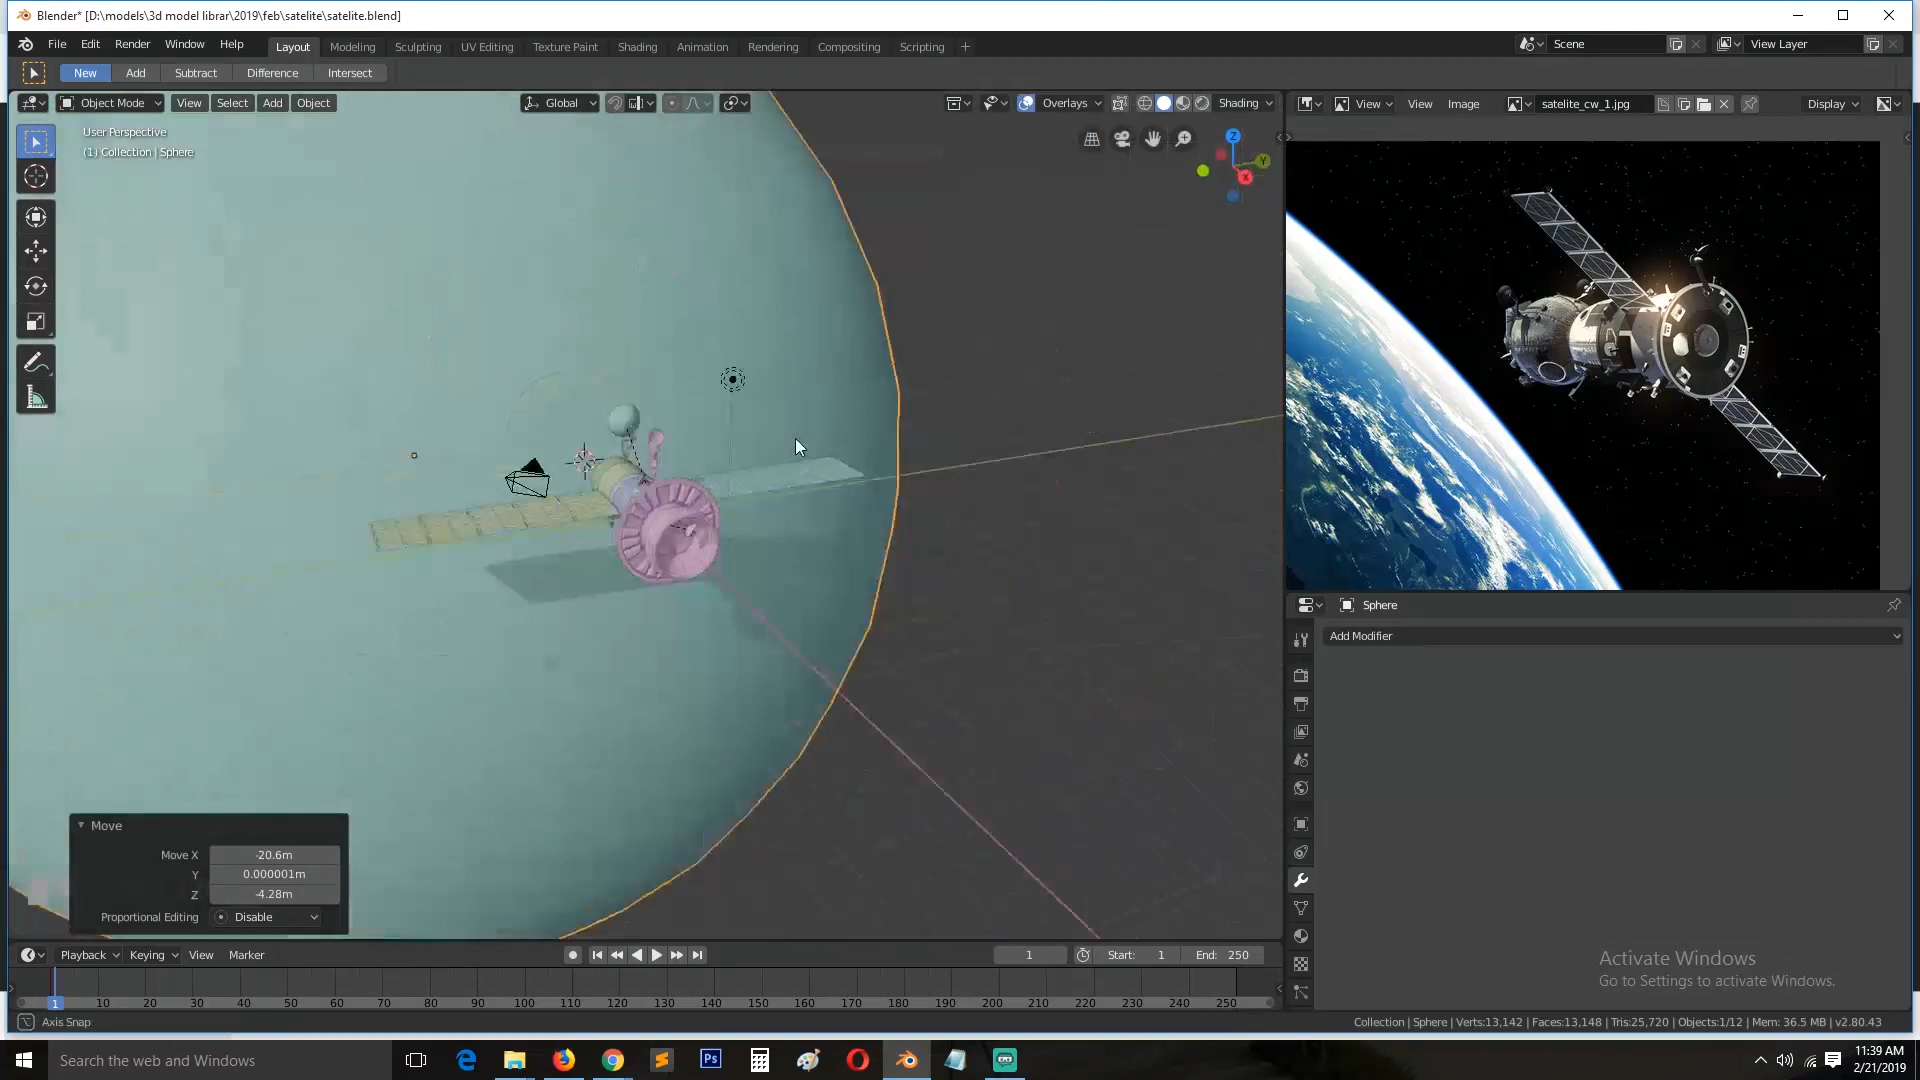 Blender* [D:\models\3d model librar\2019\feb\satelite\satelite.blend]
File Edit Render Window Help Layout Modeling Sculpting UV Editing Texture Paint Shading Animation Rendering Compositing Scripting + Scene View Layer
New Add Subtract Difference Intersect
Object Mode View Select Add Object Global Overlays Shading View View Image satelite_cw_1.jpg Display
User Perspective
(1) Collection | Sphere
Z
Y
X
Sphere
Add Modifier
Move
Move X -20.6m
Y 0.000001m
Z -4.28m
Proportional Editing Disable
Playback Keying View Marker 1 Start: 1 End: 250
1 10 20 30 40 50 60 70 80 90 100 110 120 130 140 150 160 170 180 190 200 210 220 230 240 250
Activate Windows
Go to Settings to activate Windows.
Axis Snap
Collection | Sphere | Verts:13,142 | Faces:13,148 | Tris:25,720 | Objects:1/12 | Mem: 36.5 MB | v2.80.43
Search the web and Windows
Ps
11:39 AM
2/21/2019